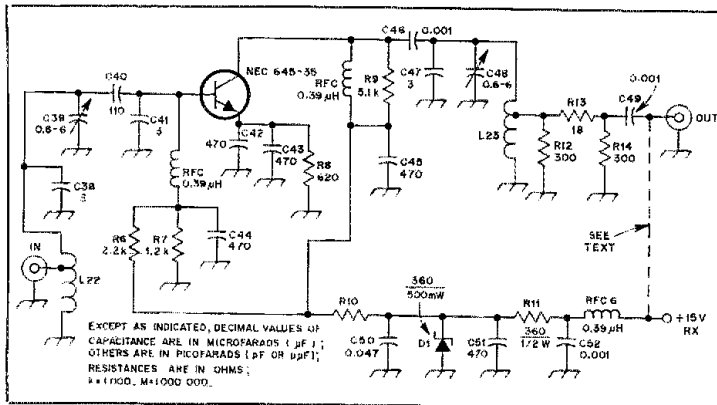 C46
0.001
NEC 645-35
C40
110
C39
0.6-6
C41
3
RFC
0.39µH
R9
5.1k
C47
3
C48
0.6-6
C49
0.001
OUT
L23
R13
18
R12
300
R14
300
C42
470
C43
470
R8
620
C45
470
C38
RFC
0.39µH
IN
L22
R6
2.2k
R7
1.2k
C44
470
SEE
TEXT
R10
360
500mW
R11
360
1/2 W
RFC 6
0.39µH
+15V
RX
C50
0.047
D1
C51
470
C52
0.001
EXCEPT AS INDICATED, DECIMAL VALUES OF
CAPACITANCE ARE IN MICROFARADS (µF);
OTHERS ARE IN PICOFARADS (pF OR µµF);
RESISTANCES ARE IN OHMS;
k=1000, M=1000 000.